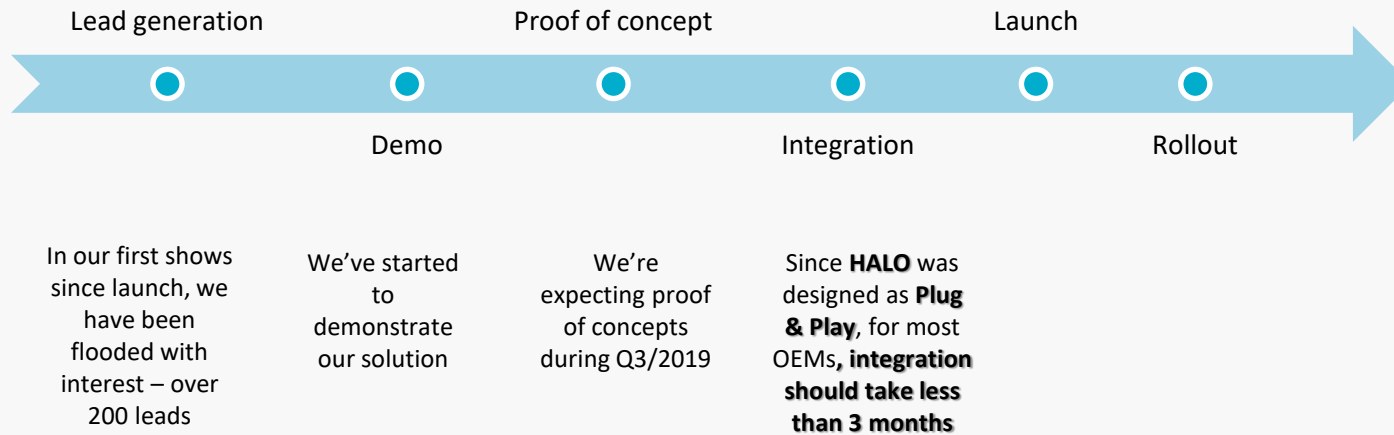 Lead generation
Proof of concept
Launch
Demo
Integration
Rollout
In our first shows
since launch, we
have been
flooded with
interest – over
200 leads
We’ve started
to
demonstrate
our solution
We’re
expecting proof
of concepts
during Q3/2019
Since HALO was
designed as Plug
& Play, for most
OEMs, integration
should take less
than 3 months